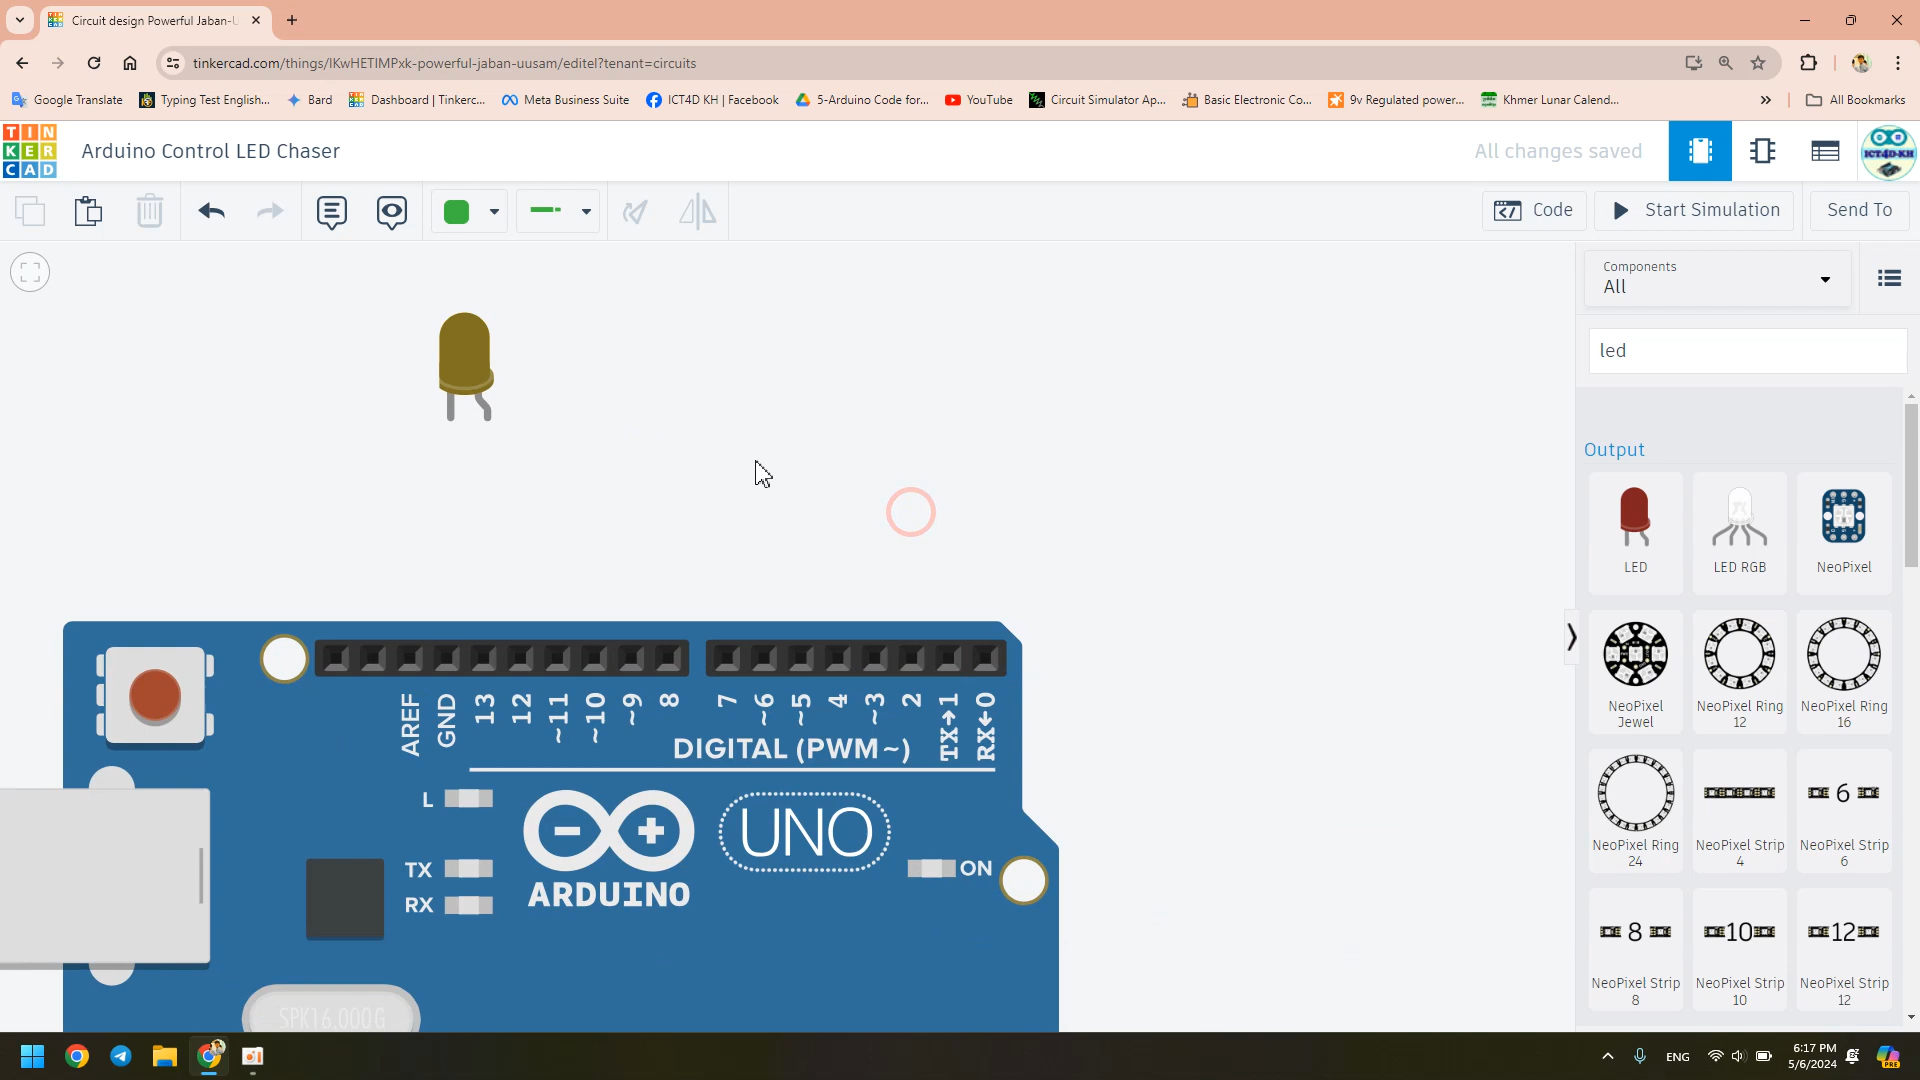 Circuit design Powerful Jaban-U
tinkercad.com/things/lKwHETIMPxk-powerful-jaban-uusam/editel?tenant=circuits
Google Translate
Typing Test English...
Bard
Dashboard | Tinkerc...
Meta Business Suite
ICT4D KH | Facebook
5-Arduino Code for...
YouTube
Circuit Simulator Ap...
Basic Electronic Co...
9v Regulated power...
Khmer Lunar Calend...
All Bookmarks
TIN
KER
CAD
Arduino Control LED Chaser
All changes saved
ICT4D-KH
Code
Start Simulation
Send To
Components
All
led
Output
LED
LED RGB
NeoPixel
NeoPixel Jewel
NeoPixel Ring 12
NeoPixel Ring 16
NeoPixel Ring 24
NeoPixel Strip 4
6
NeoPixel Strip 6
8
NeoPixel Strip 8
10
NeoPixel Strip 10
12
NeoPixel Strip 12
AREF
GND
13
12
~11
~10
~9
8
7
~6
~5
4
~3
2
TX→1
RX←0
DIGITAL (PWM~)
L
TX
RX
ARDUINO
UNO
ON
SPK16.000G
ENG
6:17 PM
5/6/2024
PRE